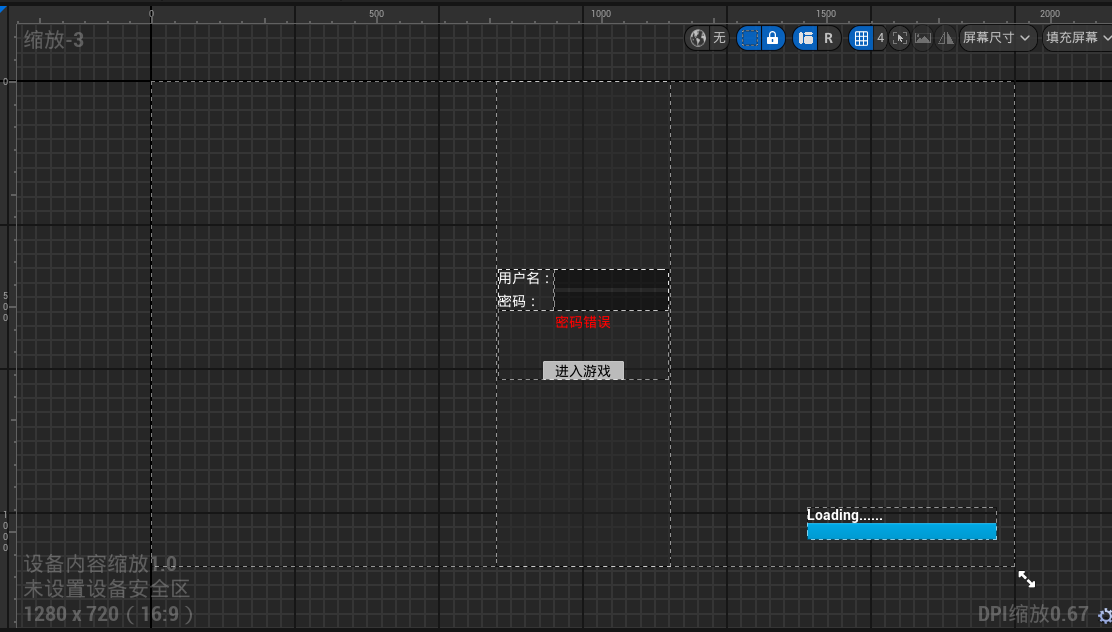 0 500 1000 1500 2000
缩放-3
无 R 4 屏幕尺寸 填充屏幕
0
用户名：
500
密码：
密码错误
进入游戏
1000
Loading......
设备内容缩放1.0
未设置设备安全区
1280 x 720（16:9）
DPI缩放0.67